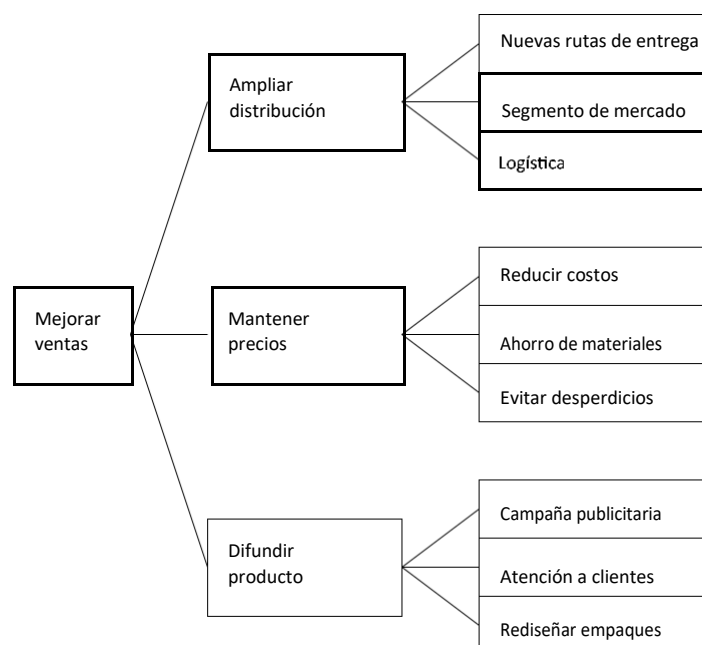 Nuevas rutas de entrega
Ampliar
distribución
Segmento de mercado
Logística
Reducir costos
Mejorar
ventas
Mantener
precios
Ahorro de materiales
Evitar desperdicios
Campaña publicitaria
Difundir
producto
Atención a clientes
Rediseñar empaques